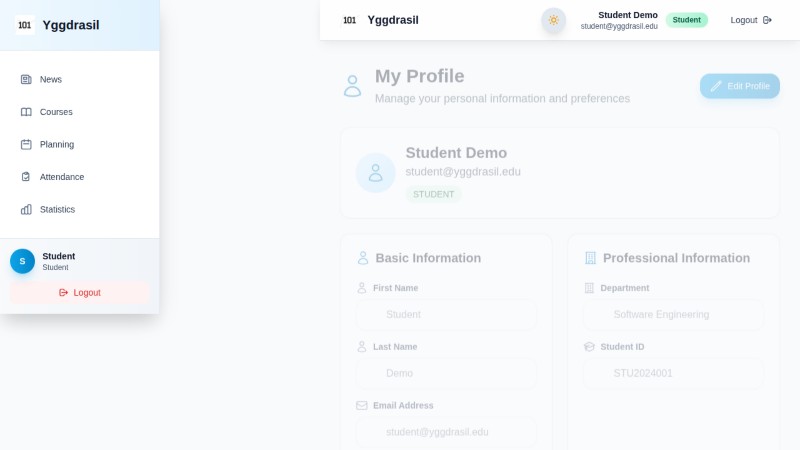 101 Yggdrasil
News
Courses
Planning
Attendance
Statistics
S
Student
Student
Logout
101 Yggdrasil
Student Demo
student@yggdrasil.edu
Student
Logout
My Profile
Manage your personal information and preferences
Edit Profile
Student Demo
student@yggdrasil.edu
STUDENT
Basic Information
First Name
Student
Last Name
Demo
Email Address
student@yggdrasil.edu
Professional Information
Department
Software Engineering
Student ID
STU2024001